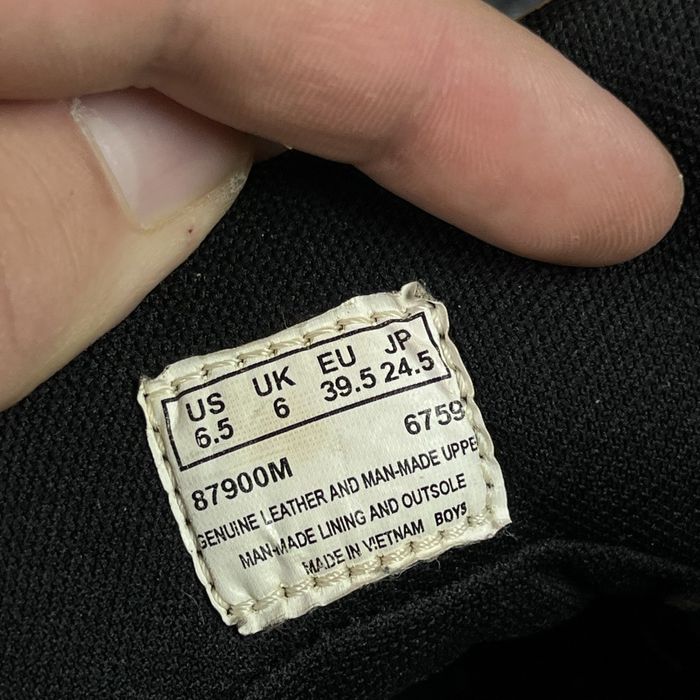 US UK EU JP
6.5 6 39.5 24.5
87900M 6759
GENUINE LEATHER AND MAN-MADE UPPE
MAN-MADE LINING AND OUTSOLE
MADE IN VIETNAM BOYS